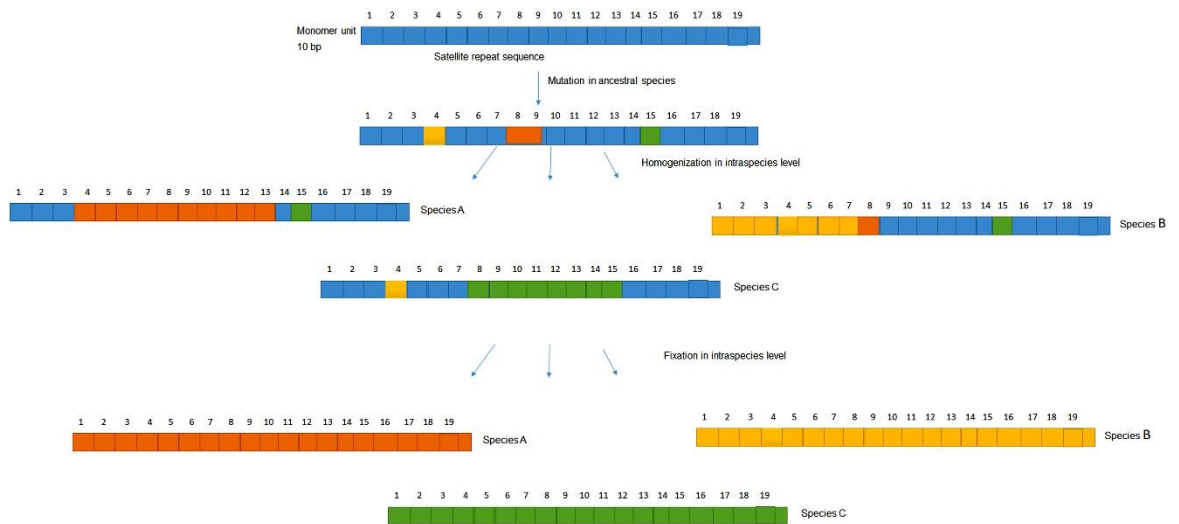 1 2 3 4 5 6 7 8 9 10 11 12 13 14 15 16 17 18 19
Monomer unit
10 bp
Satellite repeat sequence
Mutation in ancestral species
1 2 3 4 5 6 7 8 9 10 11 12 13 14 15 16 17 18 19
Homogenization in intraspecies level
1 2 3 4 5 6 7 8 9 10 11 12 13 14 15 16 17 18 19
Species A
1 2 3 4 5 6 7 8 9 10 11 12 13 14 15 16 17 18 19
Species B
1 2 3 4 5 6 7 8 9 10 11 12 13 14 15 16 17 18 19
Species C
Fixation in intraspecies level
1 2 3 4 5 6 7 8 9 10 11 12 13 14 15 16 17 18 19
Species A
1 2 3 4 5 6 7 8 9 10 11 12 13 14 15 16 17 18 19
Species B
1 2 3 4 5 6 7 8 9 10 11 12 13 14 15 16 17 18 19
Species C